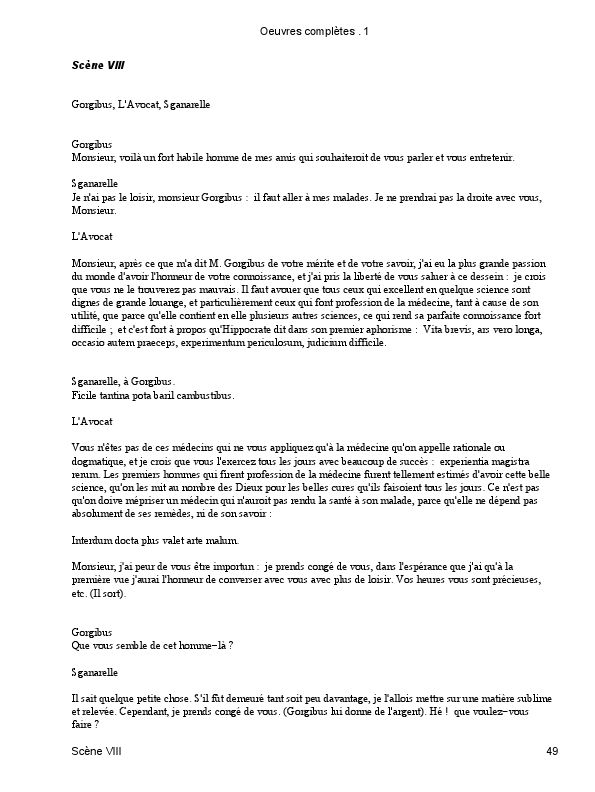 Oeuvres complètes . 1
Scène VIII
Gorgibus, L'Avocat, Sganarelle
Gorgibus
Monsieur, voilà un fort habile homme de mes amis qui souhaiteroit de vous parler et vous entretenir.
Sganarelle
Je n'ai pas le loisir, monsieur Gorgibus : il faut aller à mes malades. Je ne prendrai pas la droite avec vous,
Monsieur.
L'Avocat
Monsieur, après ce que m'a dit M. Gorgibus de votre mérite et de votre savoir, j'ai eu la plus grande passion
du monde d'avoir l'honneur de votre connoissance, et j'ai pris la liberté de vous saluer à ce dessein : je crois
que vous ne le trouverez pas mauvais. Il faut avouer que tous ceux qui excellent en quelque science sont
dignes de grande louange, et particulièrement ceux qui font profession de la médecine, tant à cause de son
utilité, que parce qu'elle contient en elle plusieurs autres sciences, ce qui rend sa parfaite connoissance fort
difficile ; et c'est fort à propos qu'Hippocrate dit dans son premier aphorisme : Vita brevis, ars vero longa,
occasio autem praeceps, experimentum periculosum, judicium difficile.
Sganarelle, à Gorgibus.
Ficile tantina pota baril cambustibus.
L'Avocat
Vous n'êtes pas de ces médecins qui ne vous appliquez qu'à la médecine qu'on appelle rationale ou
dogmatique, et je crois que vous l'exercez tous les jours avec beaucoup de succès : experientia magistra
rerum. Les premiers hommes qui firent profession de la médecine furent tellement estimés d'avoir cette belle
science, qu'on les mit au nombre des Dieux pour les belles cures qu'ils faisoient tous les jours. Ce n'est pas
qu'on doive mépriser un médecin qui n'auroit pas rendu la santé à son malade, parce qu'elle ne dépend pas
absolument de ses remèdes, ni de son savoir :
Interdum docta plus valet arte malum.
Monsieur, j'ai peur de vous être importun : je prends congé de vous, dans l'espérance que j'ai qu'à la
première vue j'aurai l'honneur de converser avec vous avec plus de loisir. Vos heures vous sont précieuses,
etc. (Il sort).
Gorgibus
Que vous semble de cet homme-là ?
Sganarelle
Il sait quelque petite chose. S'il fût demeuré tant soit peu davantage, je l'allois mettre sur une matière sublime
et relevée. Cependant, je prends congé de vous. (Gorgibus lui donne de l'argent). Hé ! que voulez-vous
faire ?
Scène VIII 49